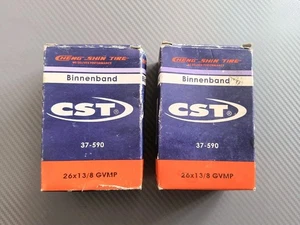 CHENG SHIN TIRE
Binnenband
CST®
37-590
26x13/8 GVMP
CHENG SHIN TIRE
Binnenband
CST®
37-590
26x13/8 GVMP